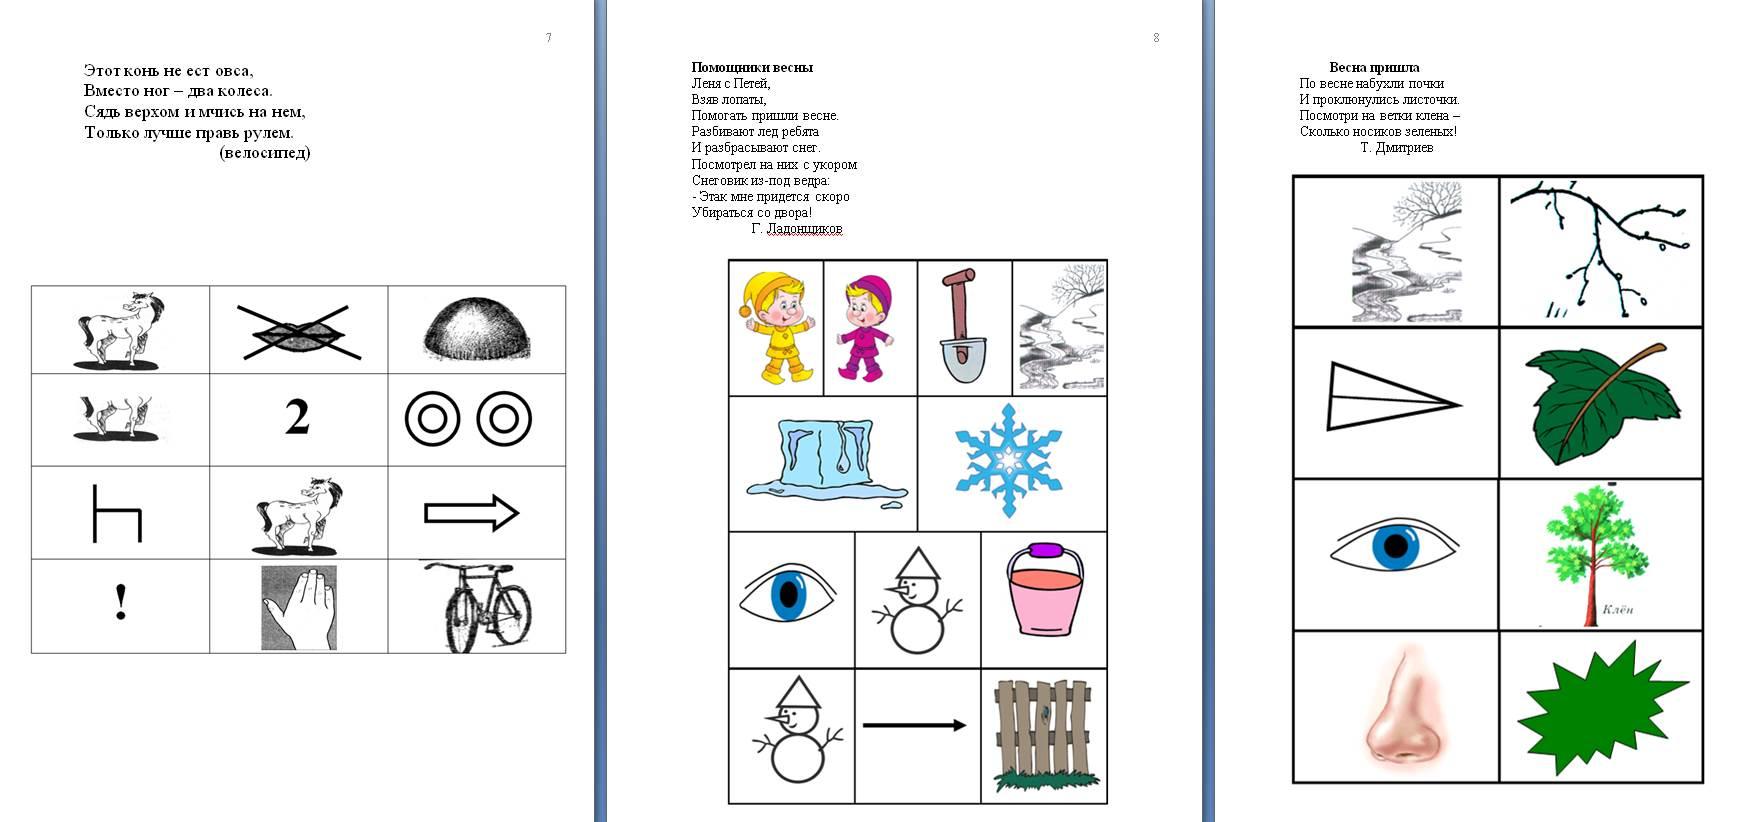 7
Этот конь не ест овса,
Вместо ног – два колеса.
Сядь верхом и мчись на нем,
Только лучше правь рулем.
(велосипед)
2
!
8
Помощники весны
Леня с Петей,
Взяв лопаты,
Помогать пришли весне.
Разбивают лед ребята
И разбрасывают снег.
Посмотрел на них с укором
Снеговик из-под ведра:
- Этак мне придется скоро
Убираться со двора!
Г. Ладонщиков
Весна пришла
По весне набухли почки
И проклюнулись листочки.
Посмотри на ветки клена –
Сколько носиков зеленых!
Т. Дмитриев
Клён